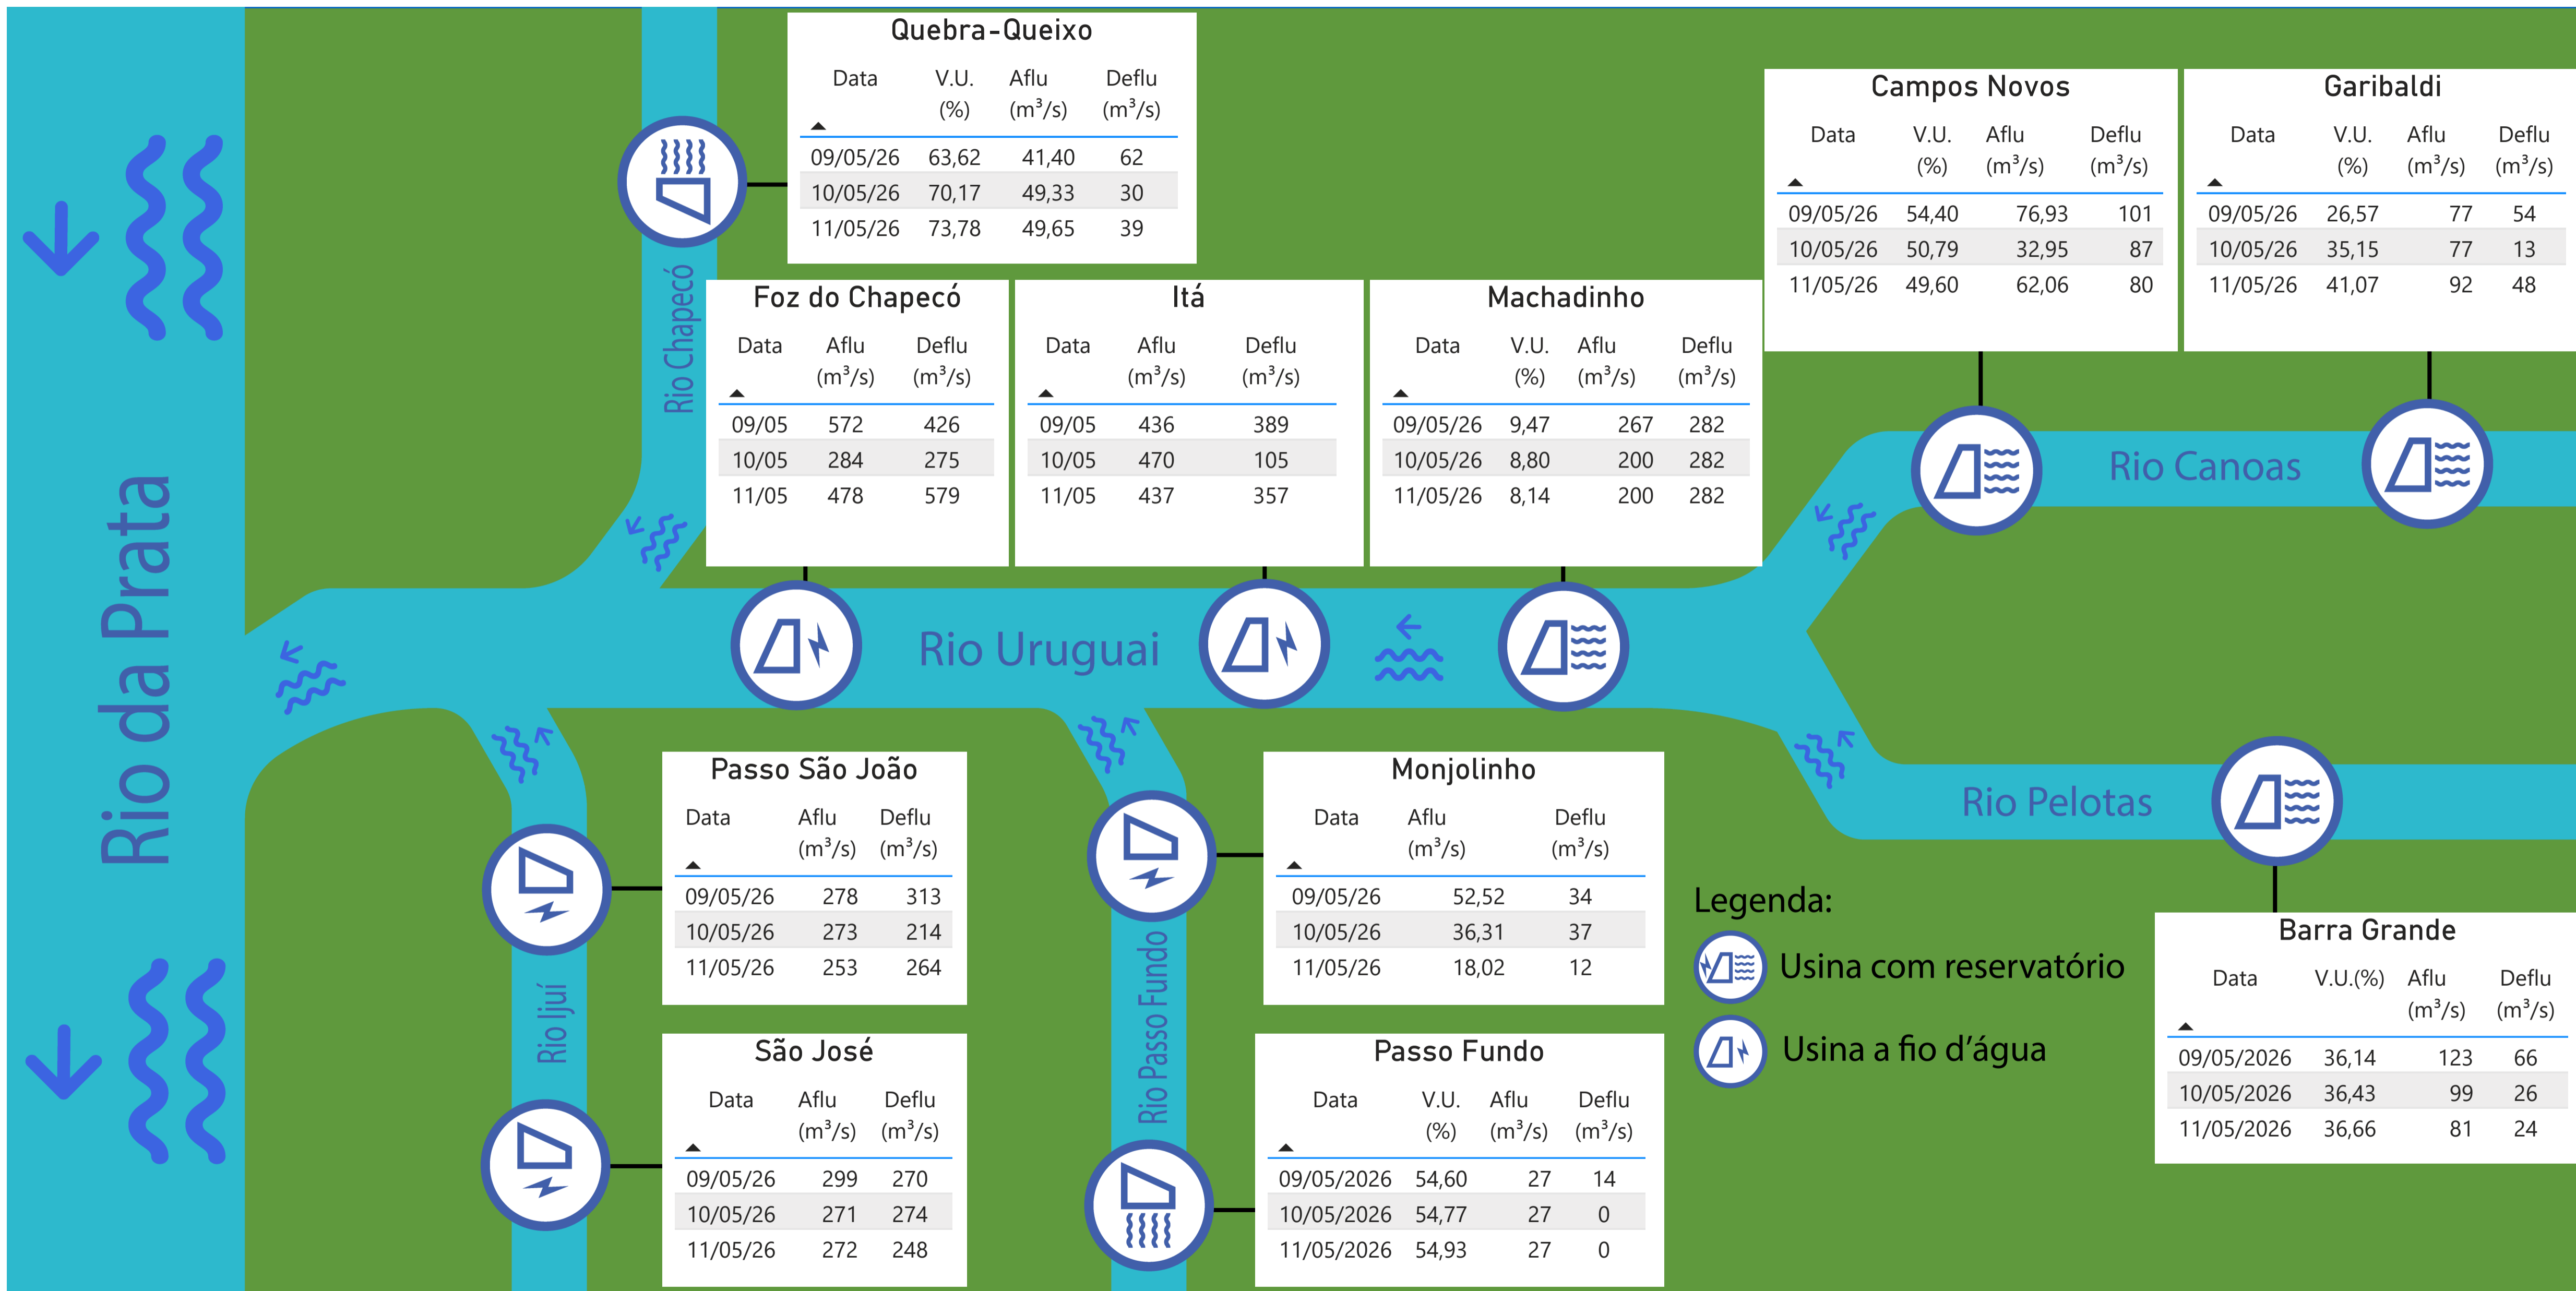 Quebra-Queixo
Data V.U. (%) Aflu (m³/s) Deflu (m³/s)
09/05/26 63,62 41,40 62
10/05/26 70,17 49,33 30
11/05/26 73,78 49,65 39
Campos Novos
Data V.U. (%) Aflu (m³/s) Deflu (m³/s)
09/05/26 54,40 76,93 101
10/05/26 50,79 32,95 87
11/05/26 49,60 62,06 80
Garibaldi
Data V.U. (%) Aflu (m³/s) Deflu (m³/s)
09/05/26 26,57 77 54
10/05/26 35,15 77 13
11/05/26 41,07 92 48
Rio Chapecó
Foz do Chapecó
Data Aflu (m³/s) Deflu (m³/s)
09/05 572 426
10/05 284 275
11/05 478 579
Itá
Data Aflu (m³/s) Deflu (m³/s)
09/05 436 389
10/05 470 105
11/05 437 357
Machadinho
Data V.U. (%) Aflu (m³/s) Deflu (m³/s)
09/05/26 9,47 267 282
10/05/26 8,80 200 282
11/05/26 8,14 200 282
Rio Canoas
Rio da Prata
Rio Uruguai
Rio Pelotas
Passo São João
Data Aflu (m³/s) Deflu (m³/s)
09/05/26 278 313
10/05/26 273 214
11/05/26 253 264
Monjolinho
Data Aflu (m³/s) Deflu (m³/s)
09/05/26 52,52 34
10/05/26 36,31 37
11/05/26 18,02 12
Legenda:
Usina com reservatório
Usina a fio d’água
Barra Grande
Data V.U.(%) Aflu (m³/s) Deflu (m³/s)
09/05/2026 36,14 123 66
10/05/2026 36,43 99 26
11/05/2026 36,66 81 24
Rio Ijuí
São José
Data Aflu (m³/s) Deflu (m³/s)
09/05/26 299 270
10/05/26 271 274
11/05/26 272 248
Rio Passo Fundo
Passo Fundo
Data V.U. (%) Aflu (m³/s) Deflu (m³/s)
09/05/2026 54,60 27 14
10/05/2026 54,77 27 0
11/05/2026 54,93 27 0